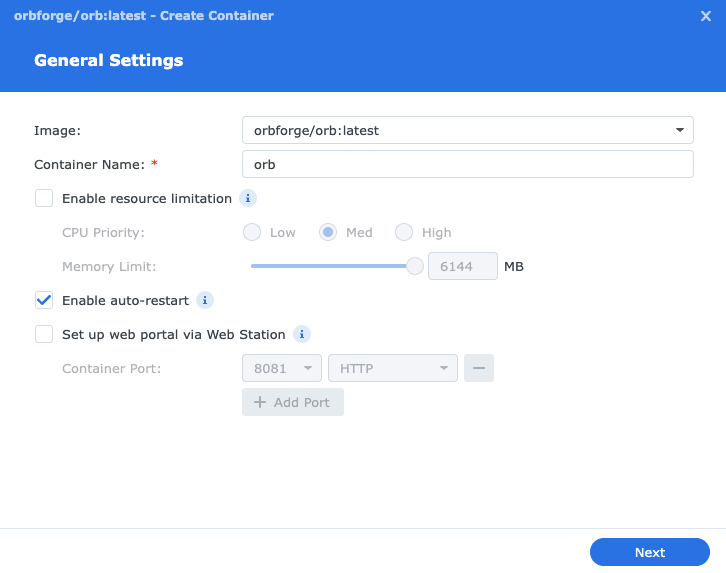 orbforge/orb:latest - Create Container
General Settings
Image: orbforge/orb:latest
Container Name: * orb
Enable resource limitation i
CPU Priority: Low Med High
Memory Limit: 6144 MB
Enable auto-restart i
Set up web portal via Web Station i
Container Port: 8081 HTTP
+ Add Port
Next